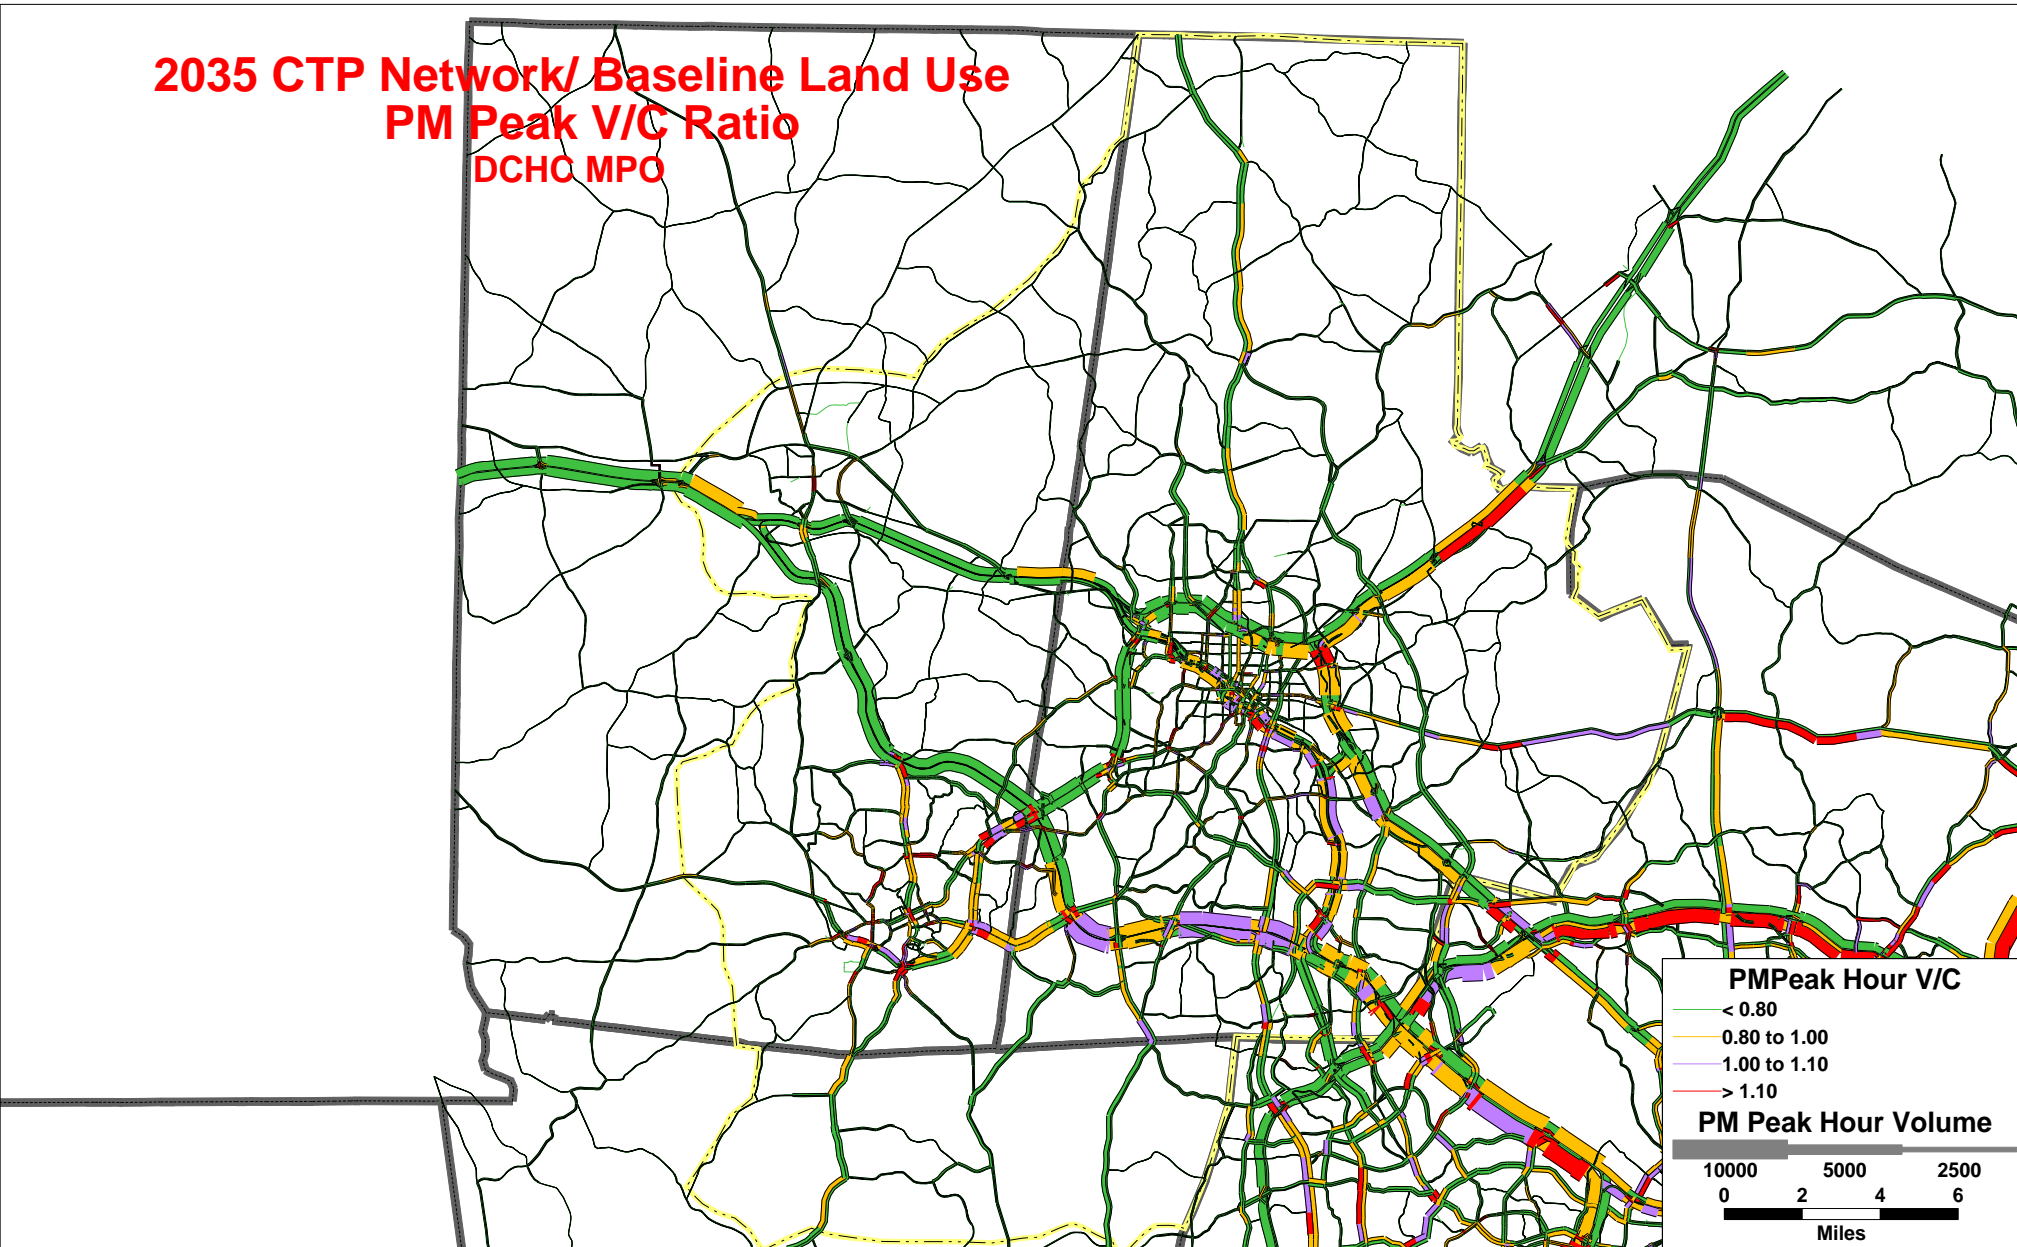 2035 CTP Network/ Baseline Land Use
PM Peak V/C Ratio
DCHC MPO
PMPeak Hour V/C
< 0.80
0.80 to 1.00
1.00 to 1.10
> 1.10
PM Peak Hour Volume
10000 5000 2500
0 2 4 6
Miles